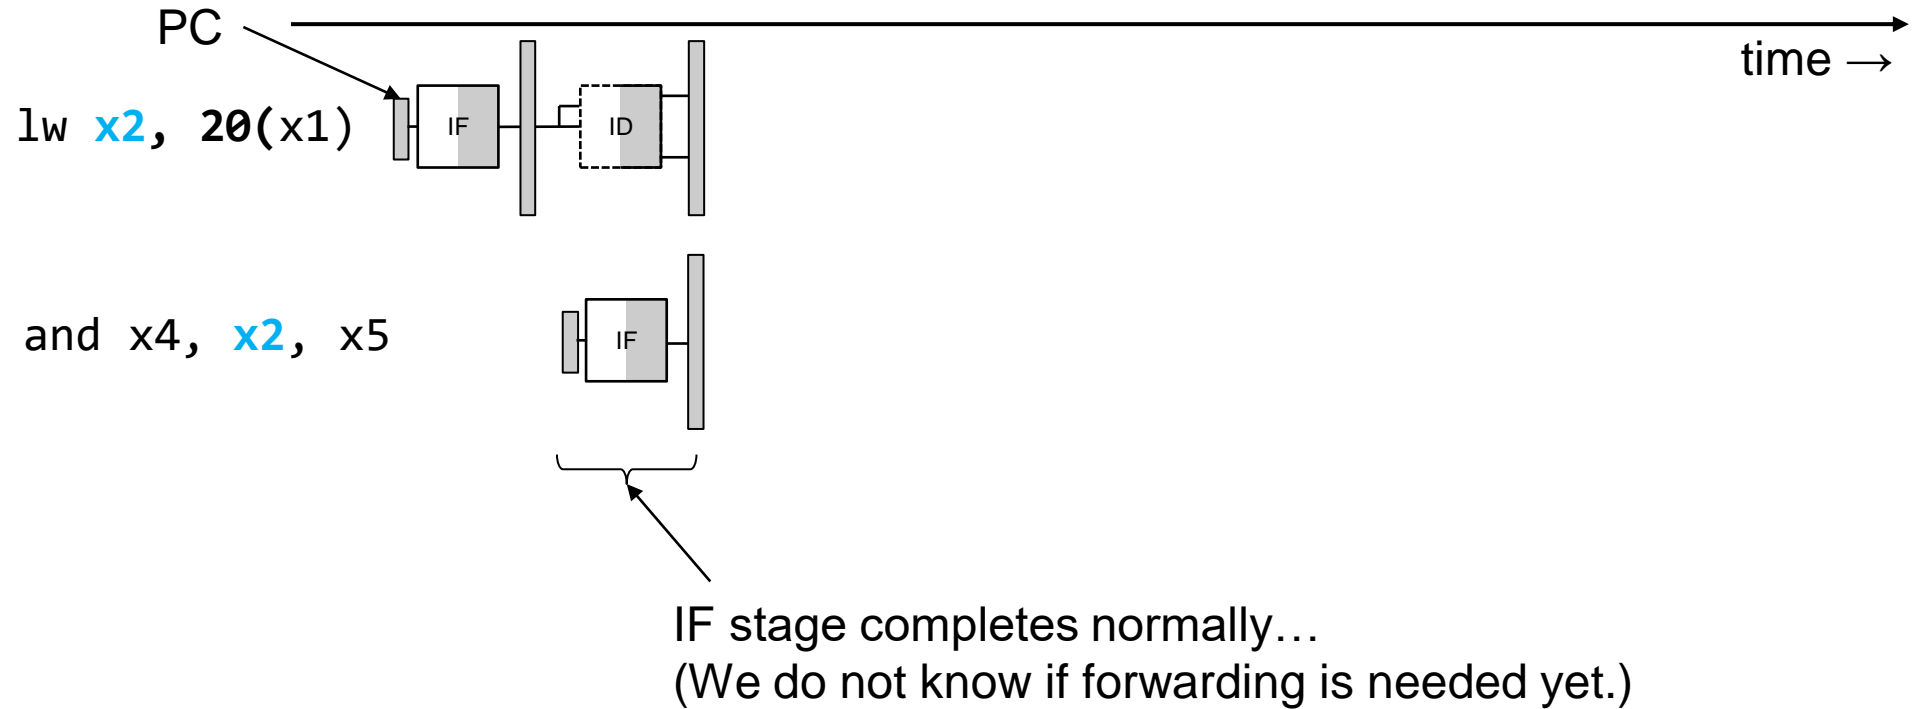 PC
time →
lw x2, 20(x1)
IF
ID
and x4, x2, x5
IF
IF stage completes normally…
(We do not know if forwarding is needed yet.)